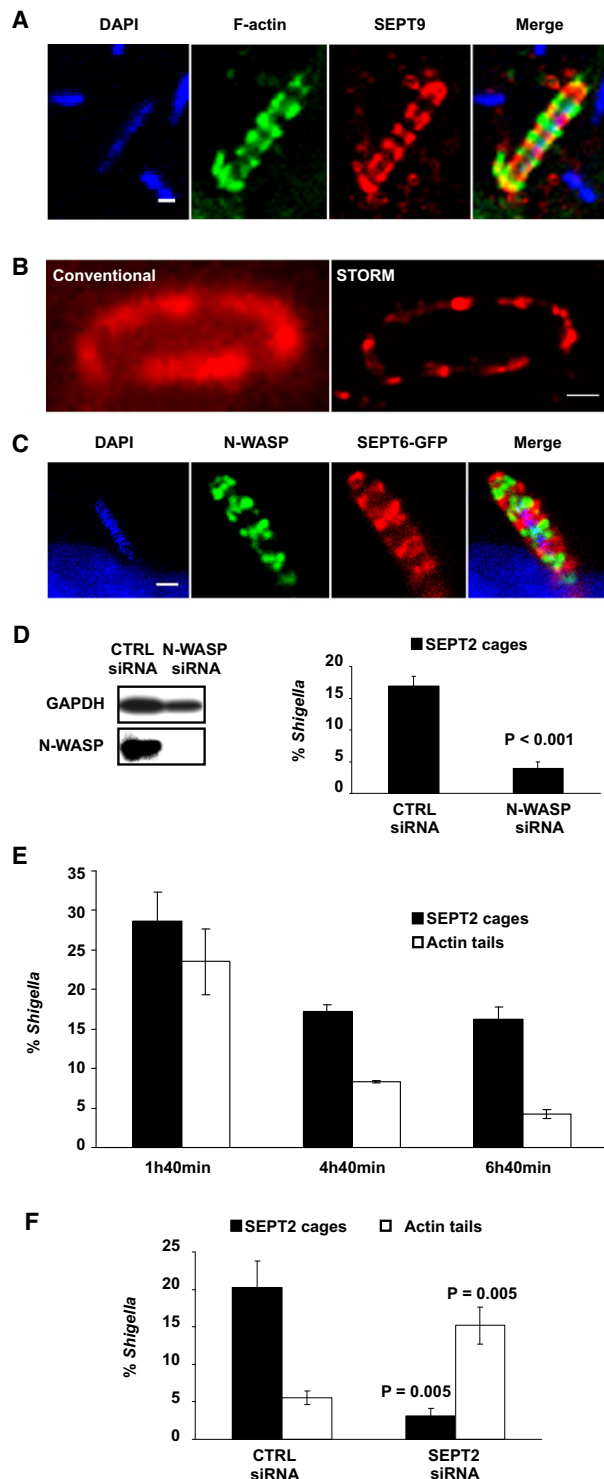 A
DAPI F-actin SEPT9 Merge
B
Conventional STORM
C
DAPI N-WASP SEPT6-GFP Merge
D
CTRL N-WASP
siRNA siRNA
GAPDH
N-WASP
SEPT2 cages
% Shigella
20
15
10
5
0
P < 0.001
CTRL N-WASP
siRNA siRNA
E
SEPT2 cages
Actin tails
% Shigella
35
30
25
20
15
10
5
0
1h40min 4h40min 6h40min
F
SEPT2 cages Actin tails
% Shigella
25
20
15
10
5
0
P = 0.005
P = 0.005
CTRL SEPT2
siRNA siRNA